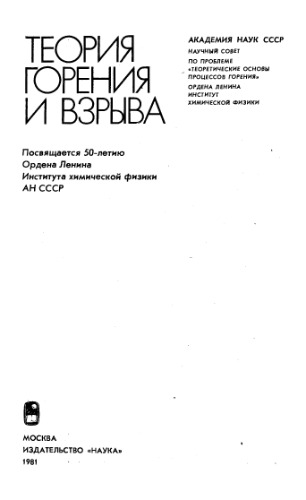 ТЕОРИЯ
ГОРЕНИЯ
И ВЗРЫВА
АКАДЕМИЯ НАУК СССР
НАУЧНЫЙ СОВЕТ
ПО ПРОБЛЕМЕ
«ТЕОРЕТИЧЕСКИЕ ОСНОВЫ
ПРОЦЕССОВ ГОРЕНИЯ»
ОРДЕНА ЛЕНИНА
ИНСТИТУТ
ХИМИЧЕСКОЙ ФИЗИКИ
Посвящается 50-летию
Ордена Ленина
Института химической физики
АН СССР
МОСКВА
ИЗДАТЕЛЬСТВО «НАУКА»
1981